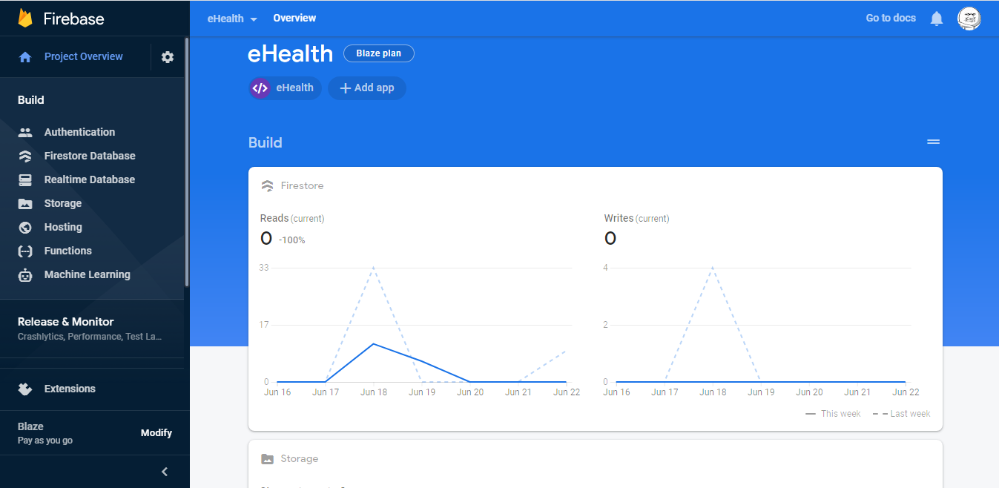 Firebase
Project Overview
Build
Authentication
Firestore Database
Realtime Database
Storage
Hosting
Functions
Machine Learning
Release & Monitor
Crashlytics, Performance, Test La...
Extensions
Blaze
Pay as you go
Modify
eHealth Overview Go to docs
eHealth Blaze plan
</> eHealth + Add app
Build
Firestore
Reads (current)
0 -100%
33
17
0
Jun 16 Jun 17 Jun 18 Jun 19 Jun 20 Jun 21 Jun 22
Writes (current)
0
4
2
0
Jun 16 Jun 17 Jun 18 Jun 19 Jun 20 Jun 21 Jun 22
This week Last week
Storage